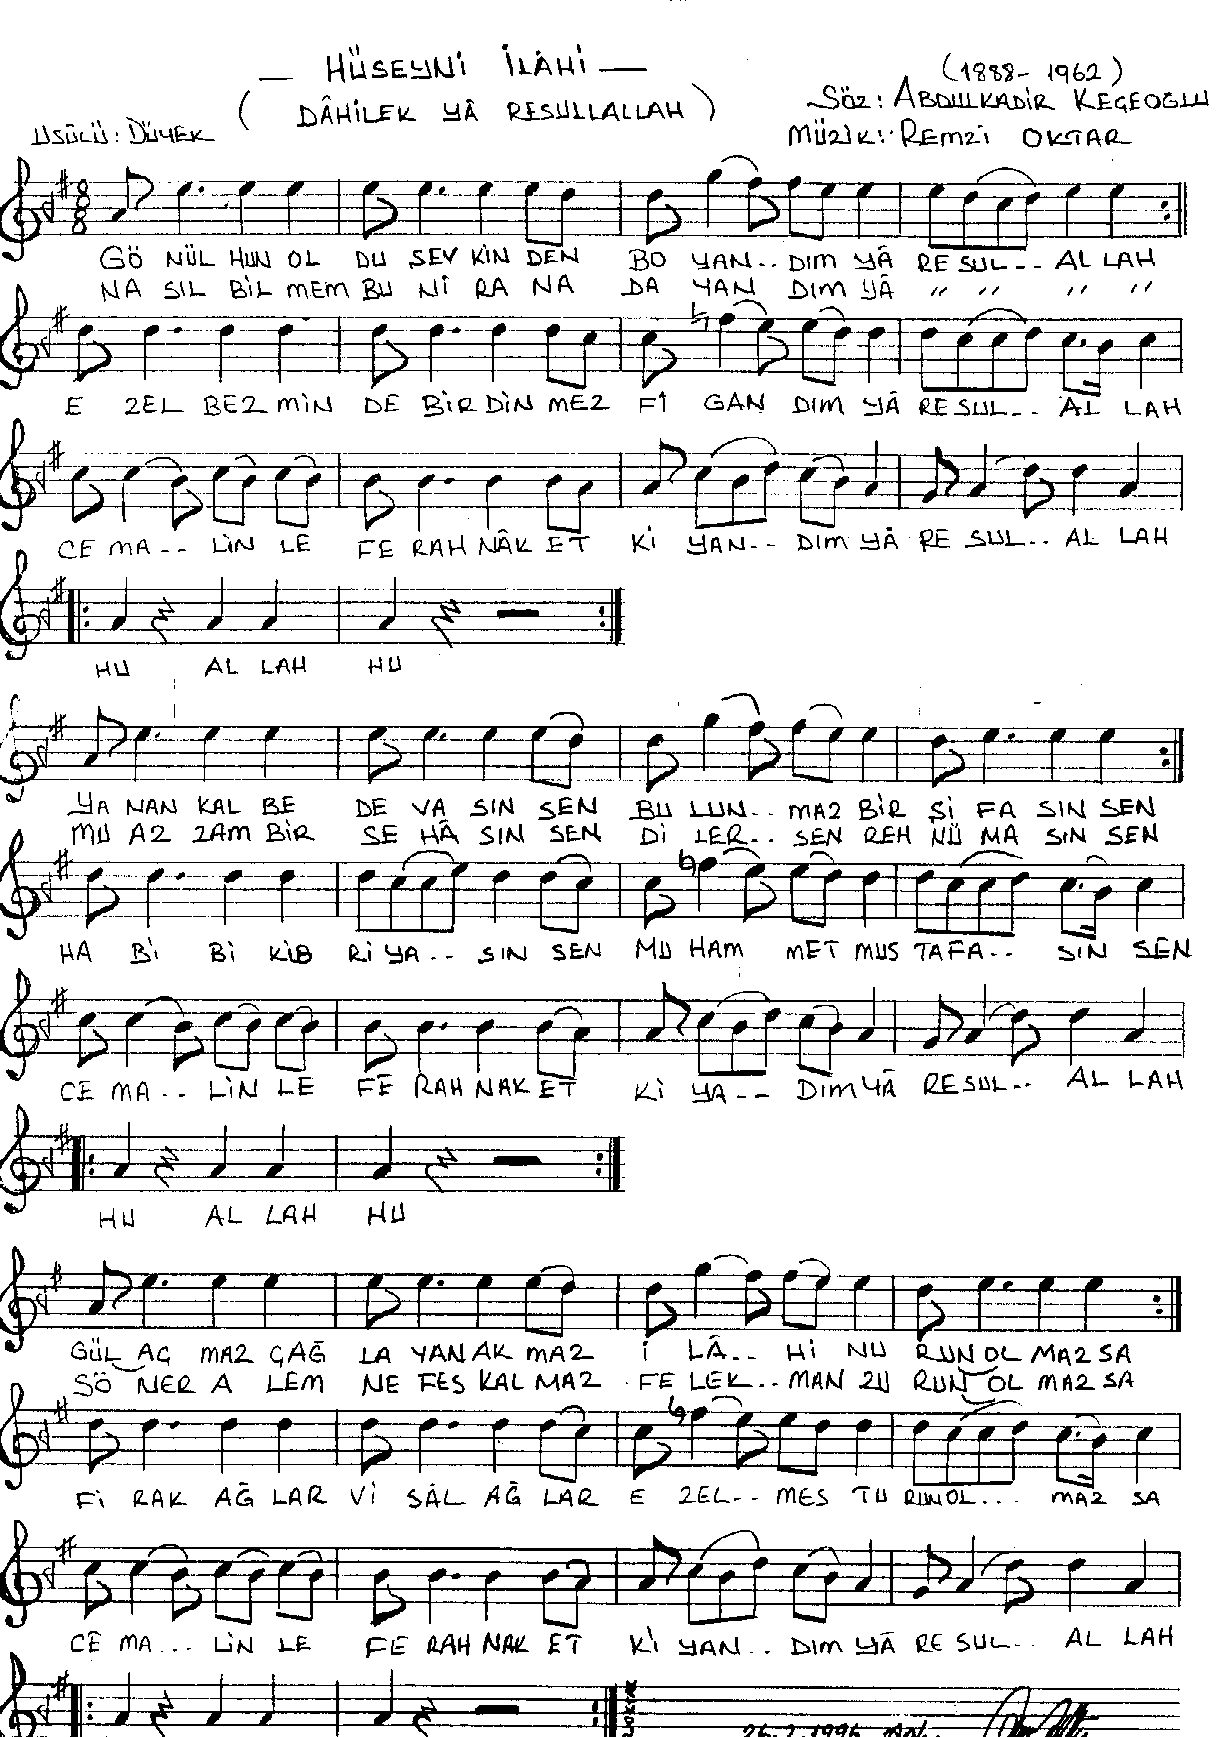 — HÜSEYNİ İLÂHİ —
(1888- 1962)
( DÂHİLEK YÂ RESULLALLAH )
SÖZ: ABDULKADİR KEÇEOĞLU
USÛLÜ: DÜYEK
MÜZİK: REMZİ OKTAR
8
8
GÖ NÜL HUN OL DU ŞEV KİN DEN BO YAN.. DIM YÂ RE SUL.. AL LAH
NA SIL BİL MEM BU Nİ RA NA DA YAN DIM YÂ " " " "
E ZEL BEZ MİN DE BİR DİN MEZ Fİ GAN DIM YÂ RE SUL.. AL LAH
CE MA.. LİN LE FE RAH NÂK ET Kİ YAN.. DIM YÂ RE SUL.. AL LAH
HU AL LAH HU
YA NAN KAL BE DE VA SIN SEN BU LUN.. MAZ BİR Şİ FA SIN SEN
MU AZ ZAM BİR SE HÂ SIN SEN Dİ LER.. SEN REH NÜ MA SIN SEN
HA Bİ Bİ KİB Rİ YA.. SIN SEN MU HAM MET MUS TAFA.. SIN SEN
CE MA.. LİN LE FE RAH NAK ET Kİ YA-- DIM YÂ RE SUL.. AL LAH
HU AL LAH HU
GÜL AÇ MAZ ÇAĞ LA YAN AK MAZ İ LÂ.. Hİ NU RUN OL MAZ SA
SÖ NER A LEM NE FES KAL MAZ FE LEK.. MAN ZU RUN OL MAZ SA
Fİ RAK AĞ LAR Vİ SÂL AĞ LAR E ZEL.. MES TU RUN OL... MAZ SA
CE MA... LİN LE FE RAH NAK ET Kİ YAN.. DIM YÂ RE SUL.. AL LAH